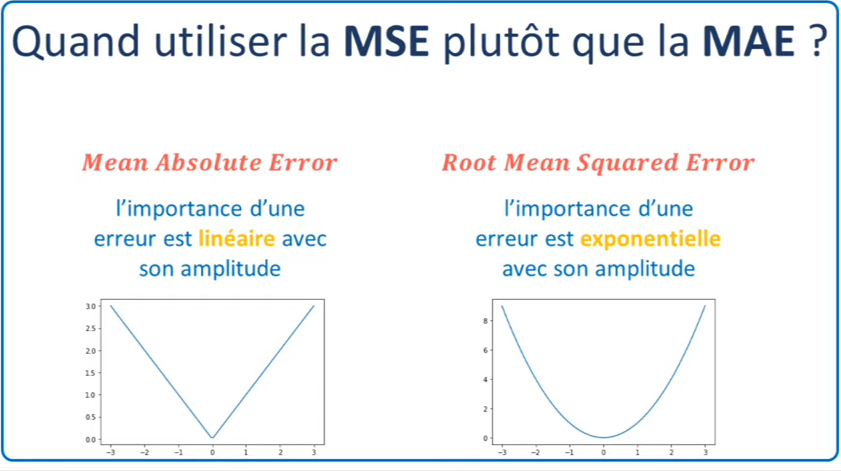 Quand utiliser la MSE plutôt que la MAE ?
Mean Absolute Error
l’importance d’une
erreur est linéaire avec
son amplitude
3.0
2.5
2.0
1.5
1.0
0.5
0.0
−3 −2 −1 0 1 2 3
Root Mean Squared Error
l’importance d’une
erreur est exponentielle
avec son amplitude
8
6
4
2
0
−3 −2 −1 0 1 2 3